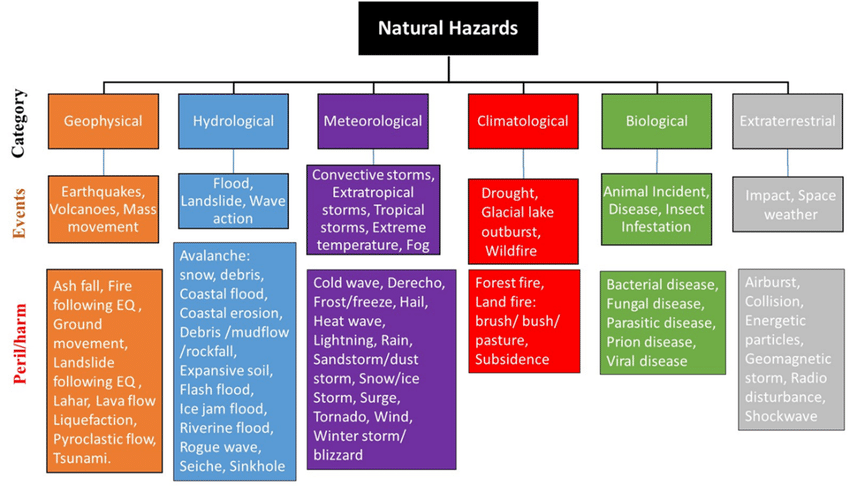 Natural Hazards
Category
Geophysical
Hydrological
Meteorological
Climatological
Biological
Extraterrestrial
Events
Earthquakes,
Volcanoes, Mass
movement
Flood,
Landslide, Wave
action
Convective storms,
Extratropical
storms, Tropical
storms, Extreme
temperature, Fog
Drought,
Glacial lake
outburst,
Wildfire
Animal Incident,
Disease, Insect
Infestation
Impact, Space
weather
Peril/harm
Ash fall, Fire
following EQ ,
Ground
movement,
Landslide
following EQ ,
Lahar, Lava flow
Liquefaction,
Pyroclastic flow,
Tsunami.
Avalanche:
snow, debris,
Coastal flood,
Coastal erosion,
Debris /mudflow
/rockfall,
Expansive soil,
Flash flood,
Ice jam flood,
Riverine flood,
Rogue wave,
Seiche, Sinkhole
Cold wave, Derecho,
Frost/freeze, Hail,
Heat wave,
Lightning, Rain,
Sandstorm/dust
storm, Snow/ice
Storm, Surge,
Tornado, Wind,
Winter storm/
blizzard
Forest fire,
Land fire:
brush/ bush/
pasture,
Subsidence
Bacterial disease,
Fungal disease,
Parasitic disease,
Prion disease,
Viral disease
Airburst,
Collision,
Energetic
particles,
Geomagnetic
storm, Radio
disturbance,
Shockwave